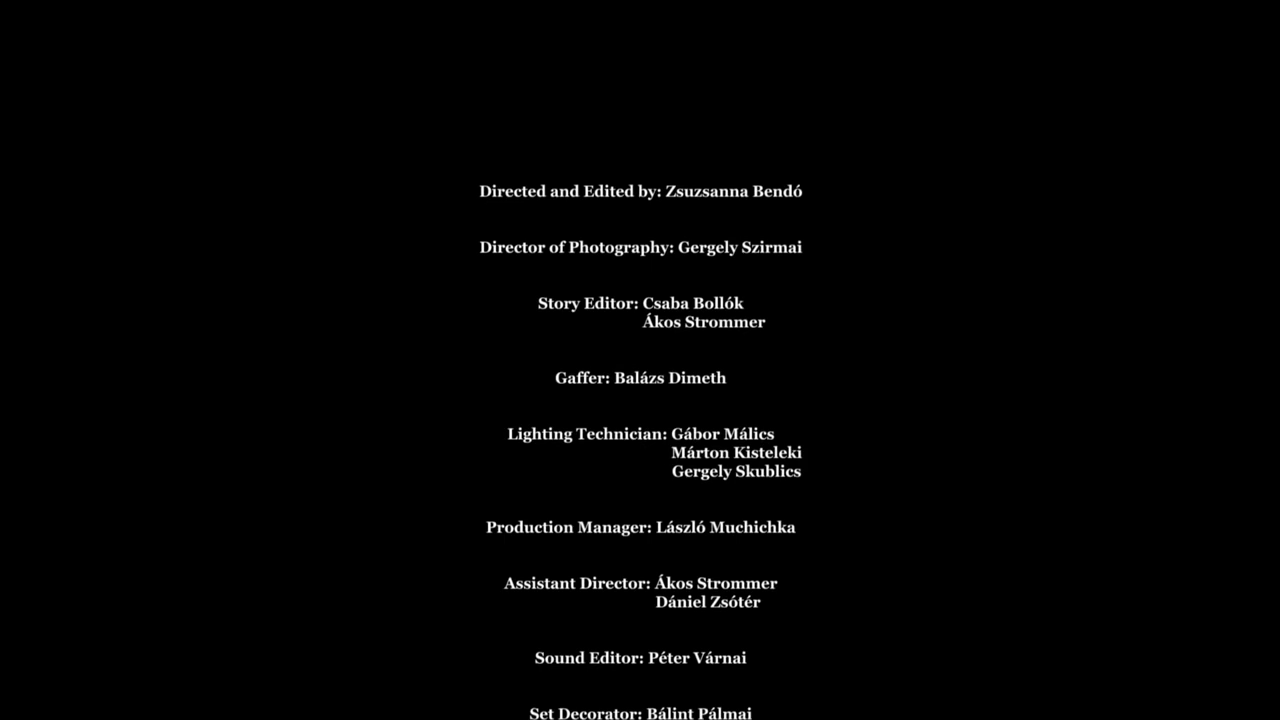 Directed and Edited by: Zsuzsanna Bendó
Director of Photography: Gergely Szirmai
Story Editor: Csaba Bollók
Ákos Strommer
Gaffer: Balázs Dimeth
Lighting Technician: Gábor Málics
Márton Kisteleki
Gergely Skublics
Production Manager: László Muchichka
Assistant Director: Ákos Strommer
Dániel Zsótér
Sound Editor: Péter Várnai
Set Decorator: Bálint Pálmai